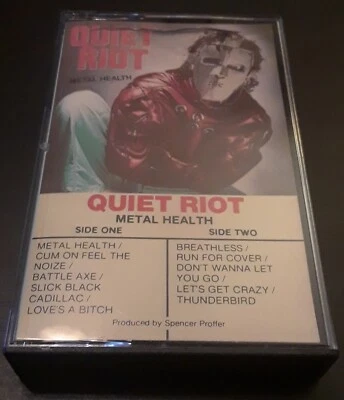 QUIET
RIOT
METAL HEALTH
QUIET RIOT
METAL HEALTH
SIDE ONE
METAL HEALTH /
CUM ON FEEL THE
NOIZE /
BATTLE AXE /
SLICK BLACK
CADILLAC /
LOVE'S A BITCH
SIDE TWO
BREATHLESS /
RUN FOR COVER /
DON'T WANNA LET
YOU GO /
LET'S GET CRAZY /
THUNDERBIRD
Produced by Spencer Proffer